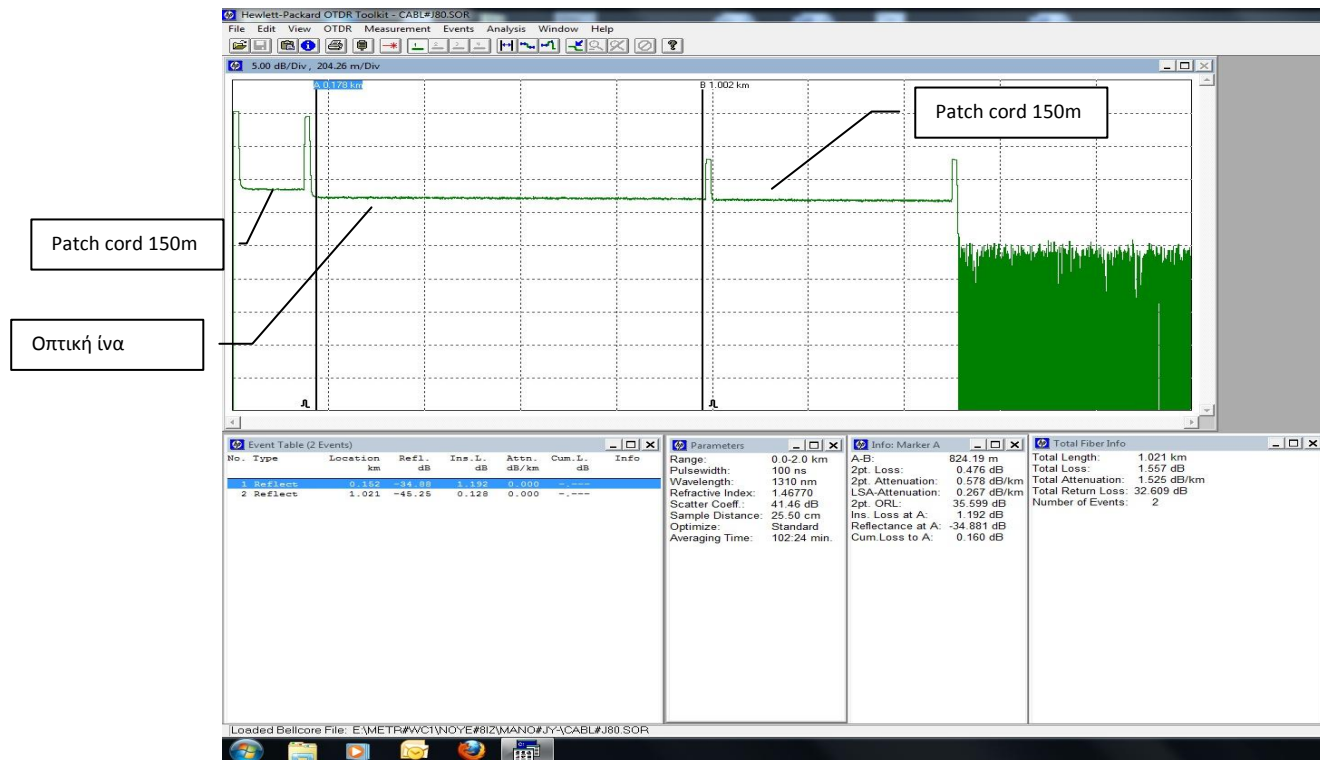 Hewlett-Packard OTDR Toolkit - CABL#J80.SOR
File Edit View OTDR Measurement Events Analysis Window Help
5.00 dB/Div , 204.26 m/Div
A 0.178 km
B 1.002 km
Patch cord 150m
Patch cord 150m
Οπτική ίνα
Event Table (2 Events)
No. Type Location Refl. Ins.L. Attn. Cum.L. Info
km dB dB dB/km dB
1 Reflect 0.152 -34.88 1.192 0.000 -.---
2 Reflect 1.021 -45.25 0.128 0.000 -.---
Parameters
Range: 0.0-2.0 km
Pulsewidth: 100 ns
Wavelength: 1310 nm
Refractive Index: 1.46770
Scatter Coeff.: 41.46 dB
Sample Distance: 25.50 cm
Optimize: Standard
Averaging Time: 102:24 min.
Info: Marker A
A-B: 824.19 m
2pt. Loss: 0.476 dB
2pt. Attenuation: 0.578 dB/km
LSA-Attenuation: 0.267 dB/km
2pt. ORL: 35.599 dB
Ins. Loss at A: 1.192 dB
Reflectance at A: -34.881 dB
Cum.Loss to A: 0.160 dB
Total Fiber Info
Total Length: 1.021 km
Total Loss: 1.557 dB
Total Attenuation: 1.525 dB/km
Total Return Loss: 32.609 dB
Number of Events: 2
Loaded Bellcore File: E:\METR#WC1\NOYE#8IZ\MANO#JY-\CABL#J80.SOR